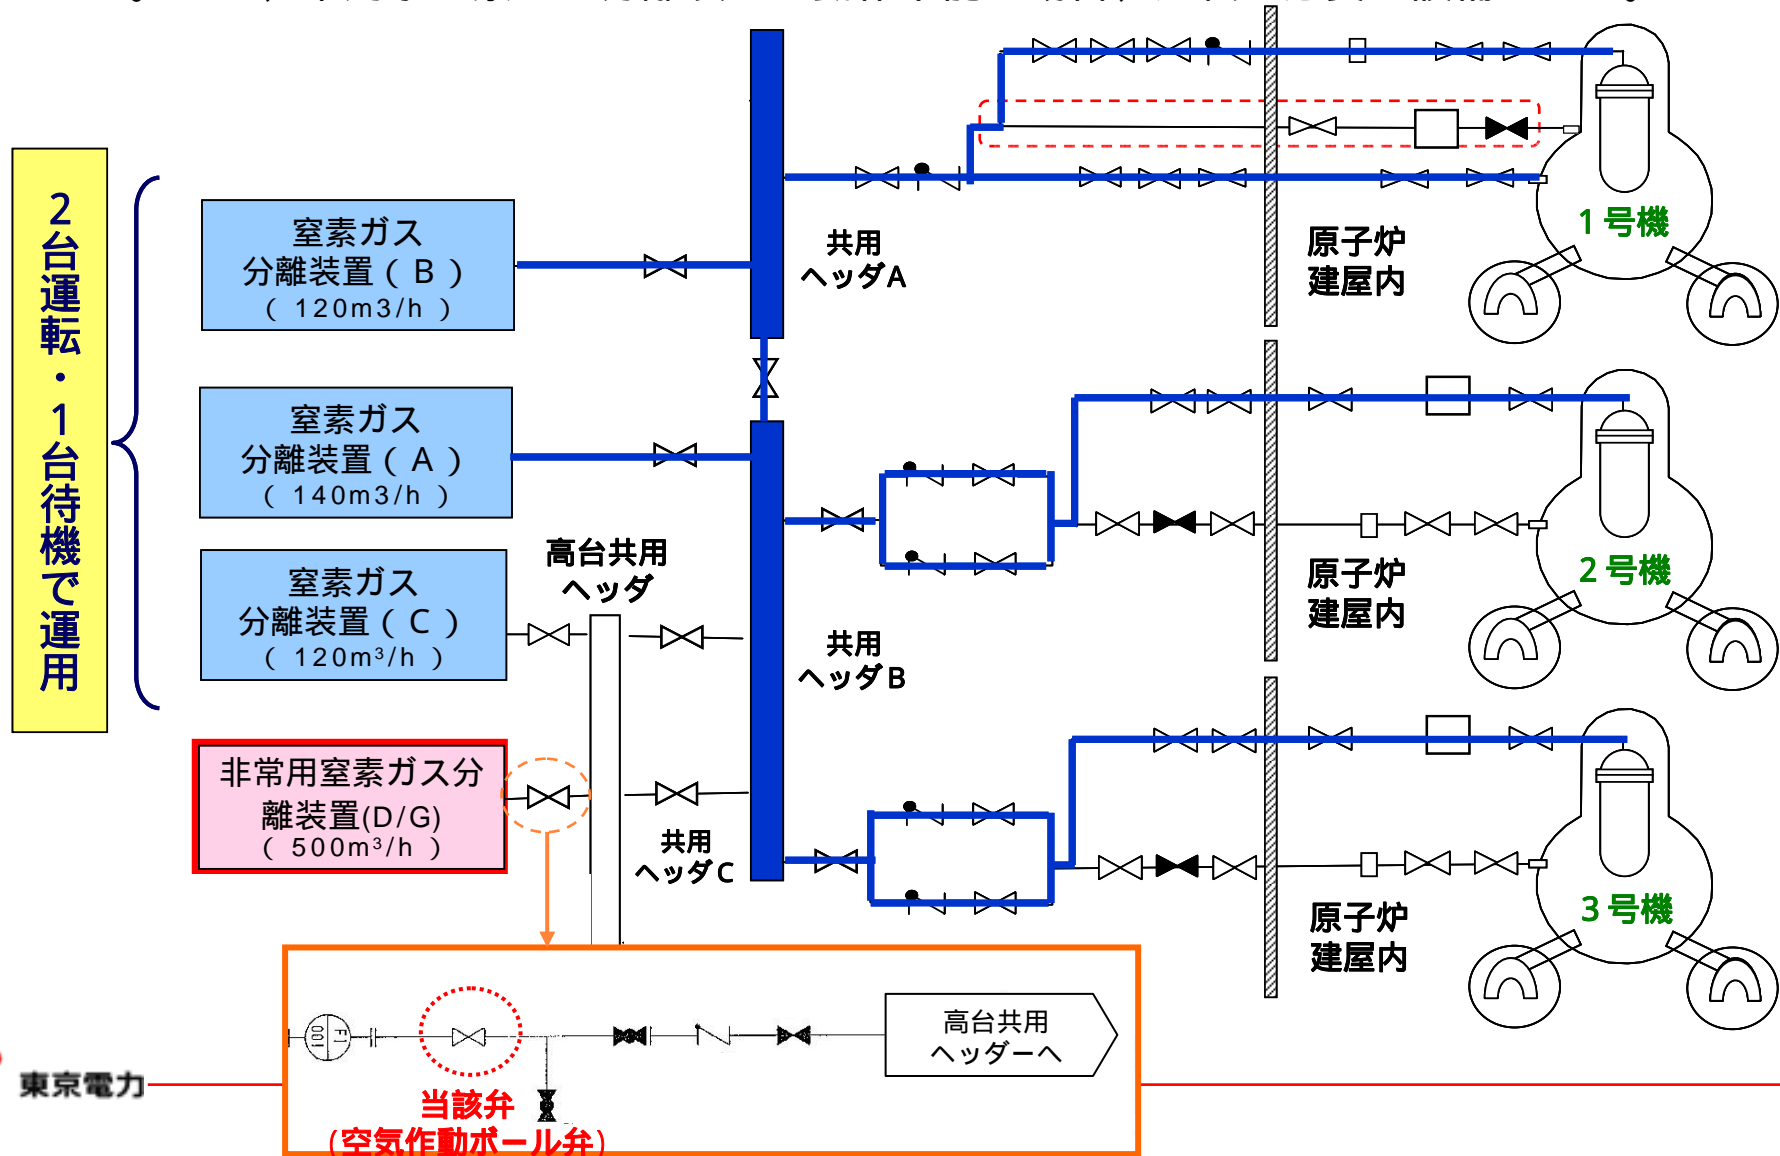 2台運転・1台待機で運用
窒素ガス
分離装置（B）
（120m3/h）
窒素ガス
分離装置（A）
（140m3/h）
窒素ガス
分離装置（C）
（120m³/h）
非常用窒素ガス分
離装置(D/G)
（500m³/h）
高台共用
ヘッダ
共用
ヘッダA
共用
ヘッダB
共用
ヘッダC
原子炉
建屋内
1号機
原子炉
建屋内
2号機
原子炉
建屋内
3号機
FI
001
当該弁
(空気作動ボール弁)
高台共用
ヘッダーへ
東京電力